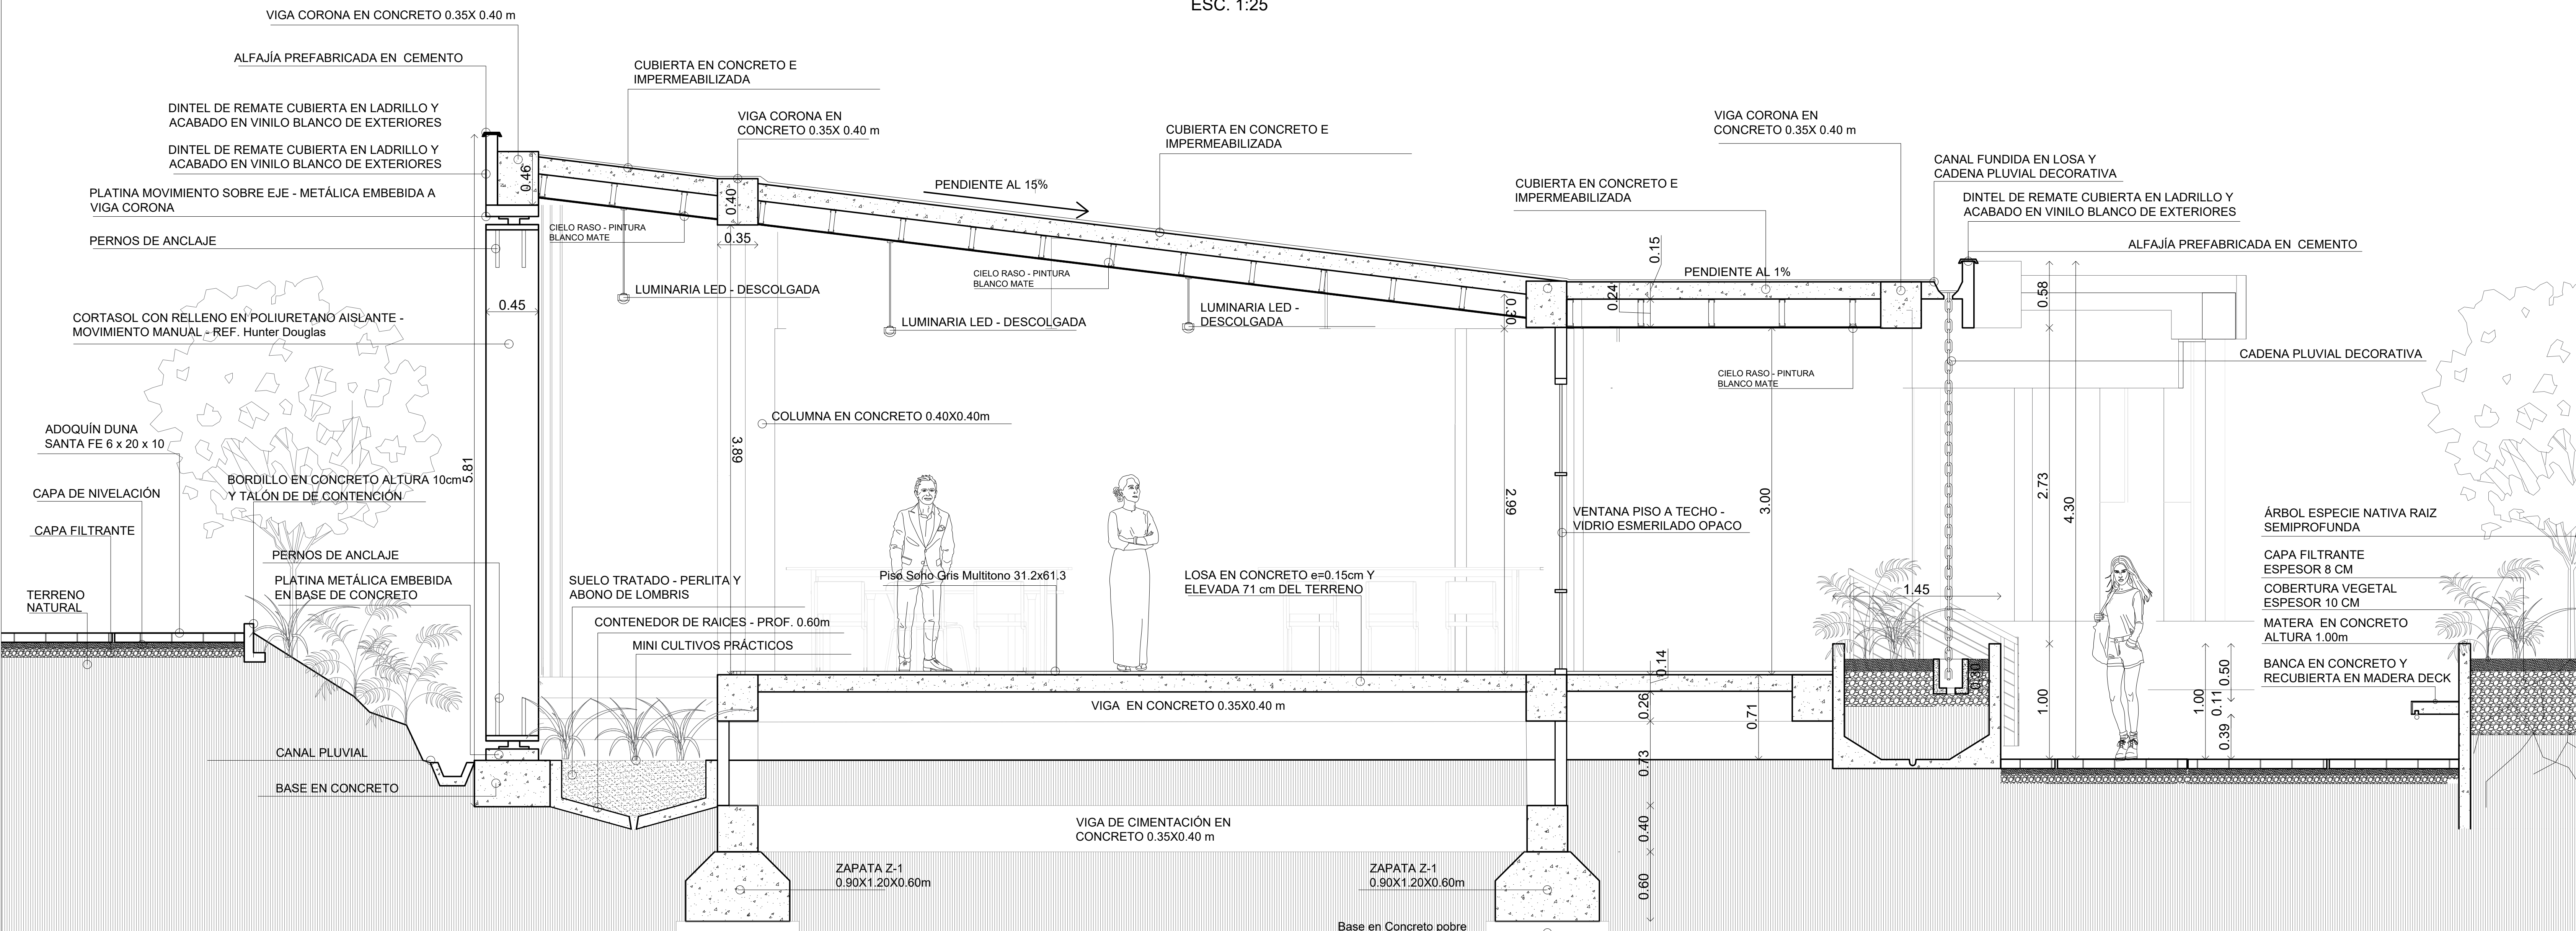 ESC. 1:25
VIGA CORONA EN CONCRETO 0.35X 0.40 m
ALFAJÍA PREFABRICADA EN  CEMENTO
DINTEL DE REMATE CUBIERTA EN LADRILLO Y
ACABADO EN VINILO BLANCO DE EXTERIORES
DINTEL DE REMATE CUBIERTA EN LADRILLO Y
ACABADO EN VINILO BLANCO DE EXTERIORES
PLATINA MOVIMIENTO SOBRE EJE - METÁLICA EMBEBIDA A
VIGA CORONA
PERNOS DE ANCLAJE
CORTASOL CON RELLENO EN POLIURETANO AISLANTE -
MOVIMIENTO MANUAL - REF. Hunter Douglas
ADOQUÍN DUNA
SANTA FE 6 x 20 x 10
CAPA DE NIVELACIÓN
CAPA FILTRANTE
TERRENO
NATURAL
BORDILLO EN CONCRETO ALTURA 10cm
Y TALÓN DE DE CONTENCIÓN
PERNOS DE ANCLAJE
PLATINA METÁLICA EMBEBIDA
EN BASE DE CONCRETO
CANAL PLUVIAL
BASE EN CONCRETO
5.81
0.45
0.46
CUBIERTA EN CONCRETO E
IMPERMEABILIZADA
VIGA CORONA EN
CONCRETO 0.35X 0.40 m
0.40
0.35
CIELO RASO - PINTURA
BLANCO MATE
LUMINARIA LED - DESCOLGADA
PENDIENTE AL 15%
CUBIERTA EN CONCRETO E
IMPERMEABILIZADA
CIELO RASO - PINTURA
BLANCO MATE
LUMINARIA LED - DESCOLGADA
LUMINARIA LED -
DESCOLGADA
COLUMNA EN CONCRETO 0.40X0.40m
3.89
SUELO TRATADO - PERLITA Y
ABONO DE LOMBRIS
CONTENEDOR DE RAICES - PROF. 0.60m
MINI CULTIVOS PRÁCTICOS
Piso Soho Gris Multitono 31.2x61.3
LOSA EN CONCRETO e=0.15cm Y
ELEVADA 71 cm DEL TERRENO
VIGA  EN CONCRETO 0.35X0.40 m
VIGA DE CIMENTACIÓN EN
CONCRETO 0.35X0.40 m
ZAPATA Z-1
0.90X1.20X0.60m
ZAPATA Z-1
0.90X1.20X0.60m
Base en Concreto pobre
CUBIERTA EN CONCRETO E
IMPERMEABILIZADA
VIGA CORONA EN
CONCRETO 0.35X 0.40 m
PENDIENTE AL 1%
0.15
0.24
0.30
2.99
3.00
CIELO RASO - PINTURA
BLANCO MATE
VENTANA PISO A TECHO -
VIDRIO ESMERILADO OPACO
0.14
0.26
0.71
0.73
0.40
0.60
CANAL FUNDIDA EN LOSA Y
CADENA PLUVIAL DECORATIVA
DINTEL DE REMATE CUBIERTA EN LADRILLO Y
ACABADO EN VINILO BLANCO DE EXTERIORES
ALFAJÍA PREFABRICADA EN  CEMENTO
0.58
CADENA PLUVIAL DECORATIVA
2.73
4.30
1.45
0.30
1.00
1.00
0.50
0.11
0.39
ÁRBOL ESPECIE NATIVA RAIZ
SEMIPROFUNDA
CAPA FILTRANTE
ESPESOR 8 CM
COBERTURA VEGETAL
ESPESOR 10 CM
MATERA  EN CONCRETO
ALTURA 1.00m
BANCA EN CONCRETO Y
RECUBIERTA EN MADERA DECK